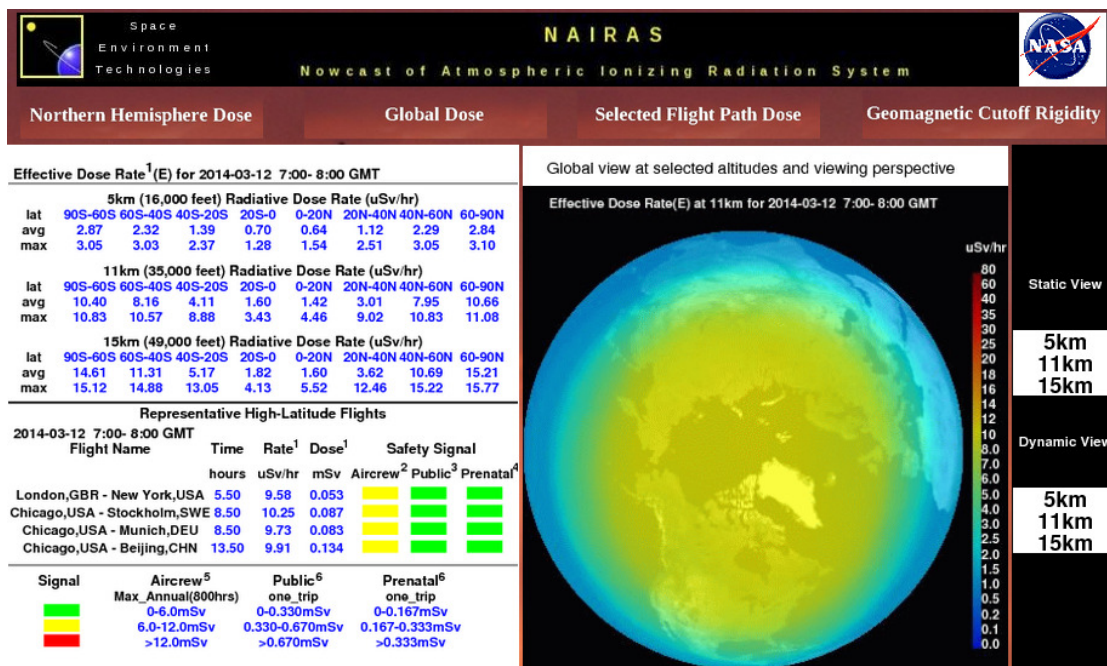 Space
Environment
Technologies
NAIRAS
Nowcast of Atmospheric Ionizing Radiation System
NASA
Northern Hemisphere Dose Global Dose Selected Flight Path Dose Geomagnetic Cutoff Rigidity
Effective Dose Rate1(E) for 2014-03-12 7:00- 8:00 GMT
5km (16,000 feet) Radiative Dose Rate (uSv/hr)
lat 90S-60S 60S-40S 40S-20S 20S-0 0-20N 20N-40N 40N-60N 60-90N
avg 2.87 2.32 1.39 0.70 0.64 1.12 2.29 2.84
max 3.05 3.03 2.37 1.28 1.54 2.51 3.05 3.10
11km (35,000 feet) Radiative Dose Rate (uSv/hr)
lat 90S-60S 60S-40S 40S-20S 20S-0 0-20N 20N-40N 40N-60N 60-90N
avg 10.40 8.16 4.11 1.60 1.42 3.01 7.95 10.66
max 10.83 10.57 8.88 3.43 4.46 9.02 10.83 11.08
15km (49,000 feet) Radiative Dose Rate (uSv/hr)
lat 90S-60S 60S-40S 40S-20S 20S-0 0-20N 20N-40N 40N-60N 60-90N
avg 14.61 11.31 5.17 1.82 1.60 3.62 10.69 15.21
max 15.12 14.88 13.05 4.13 5.52 12.46 15.22 15.77
Representative High-Latitude Flights
2014-03-12 7:00- 8:00 GMT
Flight Name Time Rate1 Dose1 Safety Signal
hours uSv/hr mSv Aircrew2 Public3 Prenatal4
London,GBR - New York,USA 5.50 9.58 0.053
Chicago,USA - Stockholm,SWE 8.50 10.25 0.087
Chicago,USA - Munich,DEU 8.50 9.73 0.083
Chicago,USA - Beijing,CHN 13.50 9.91 0.134
Signal Aircrew5 Public6 Prenatal6
Max_Annual(800hrs) one_trip one_trip
0-6.0mSv 0-0.330mSv 0-0.167mSv
6.0-12.0mSv 0.330-0.670mSv 0.167-0.333mSv
>12.0mSv >0.670mSv >0.333mSv
Global view at selected altitudes and viewing perspective
Effective Dose Rate(E) at 11km for 2014-03-12 7:00- 8:00 GMT
uSv/hr
80
60
40
35
30
25
20
18
16
14
12
10
8.0
7.0
6.0
5.0
4.0
3.0
2.5
2.0
1.5
1.0
0.5
0.2
0.1
0.0
Static View
5km
11km
15km
Dynamic View
5km
11km
15km